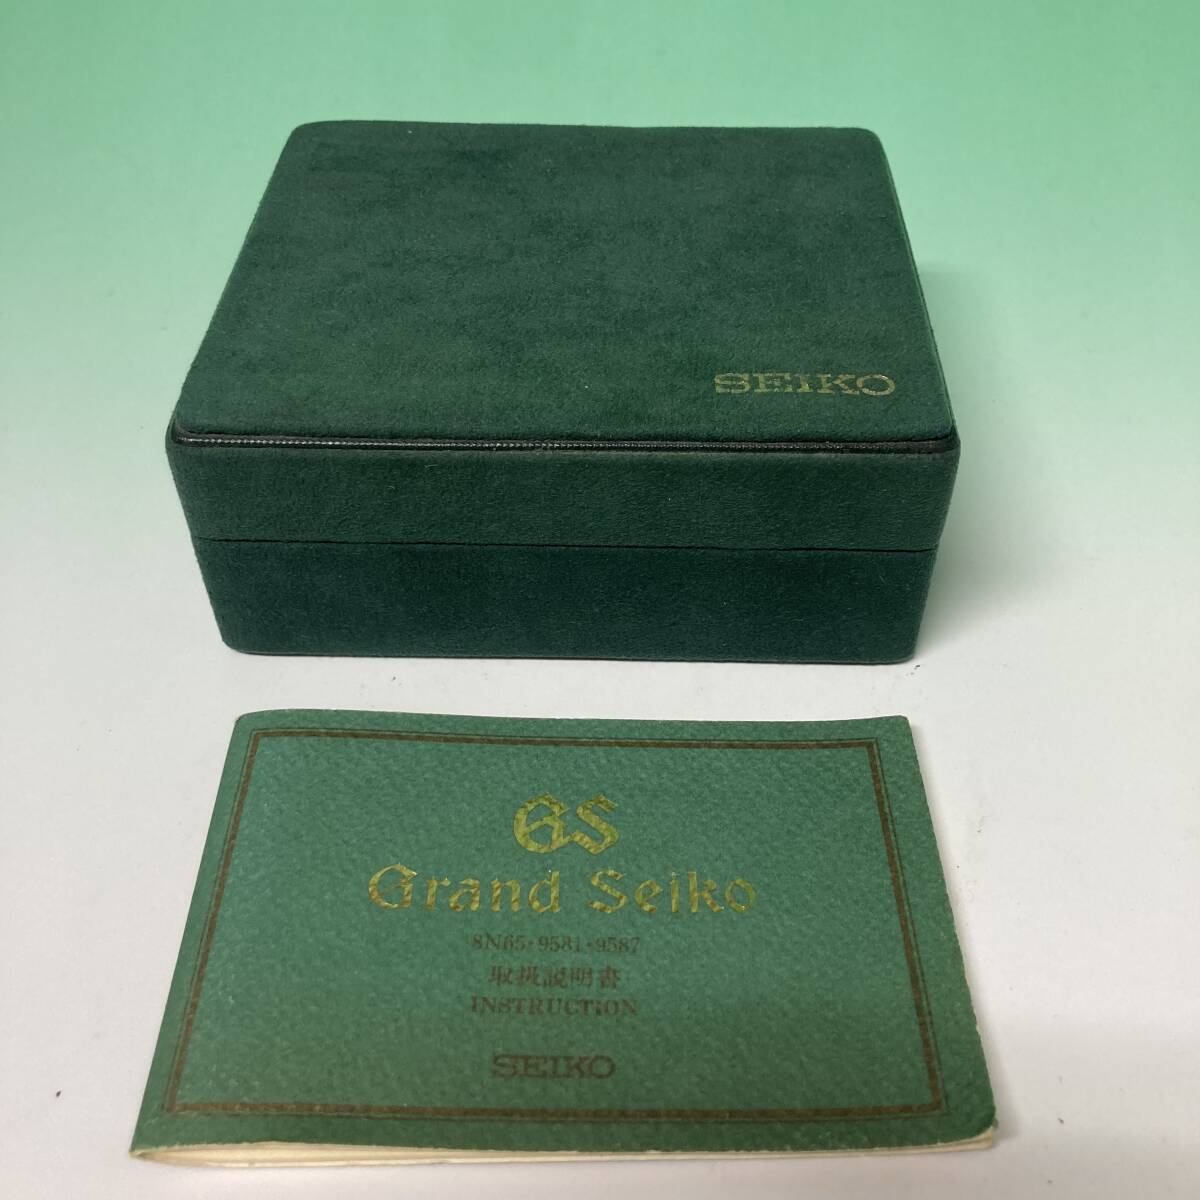 SEIKO
GS
Grand Seiko
8N65・9581・9587
取扱説明書
INSTRUCTION
SEIKO